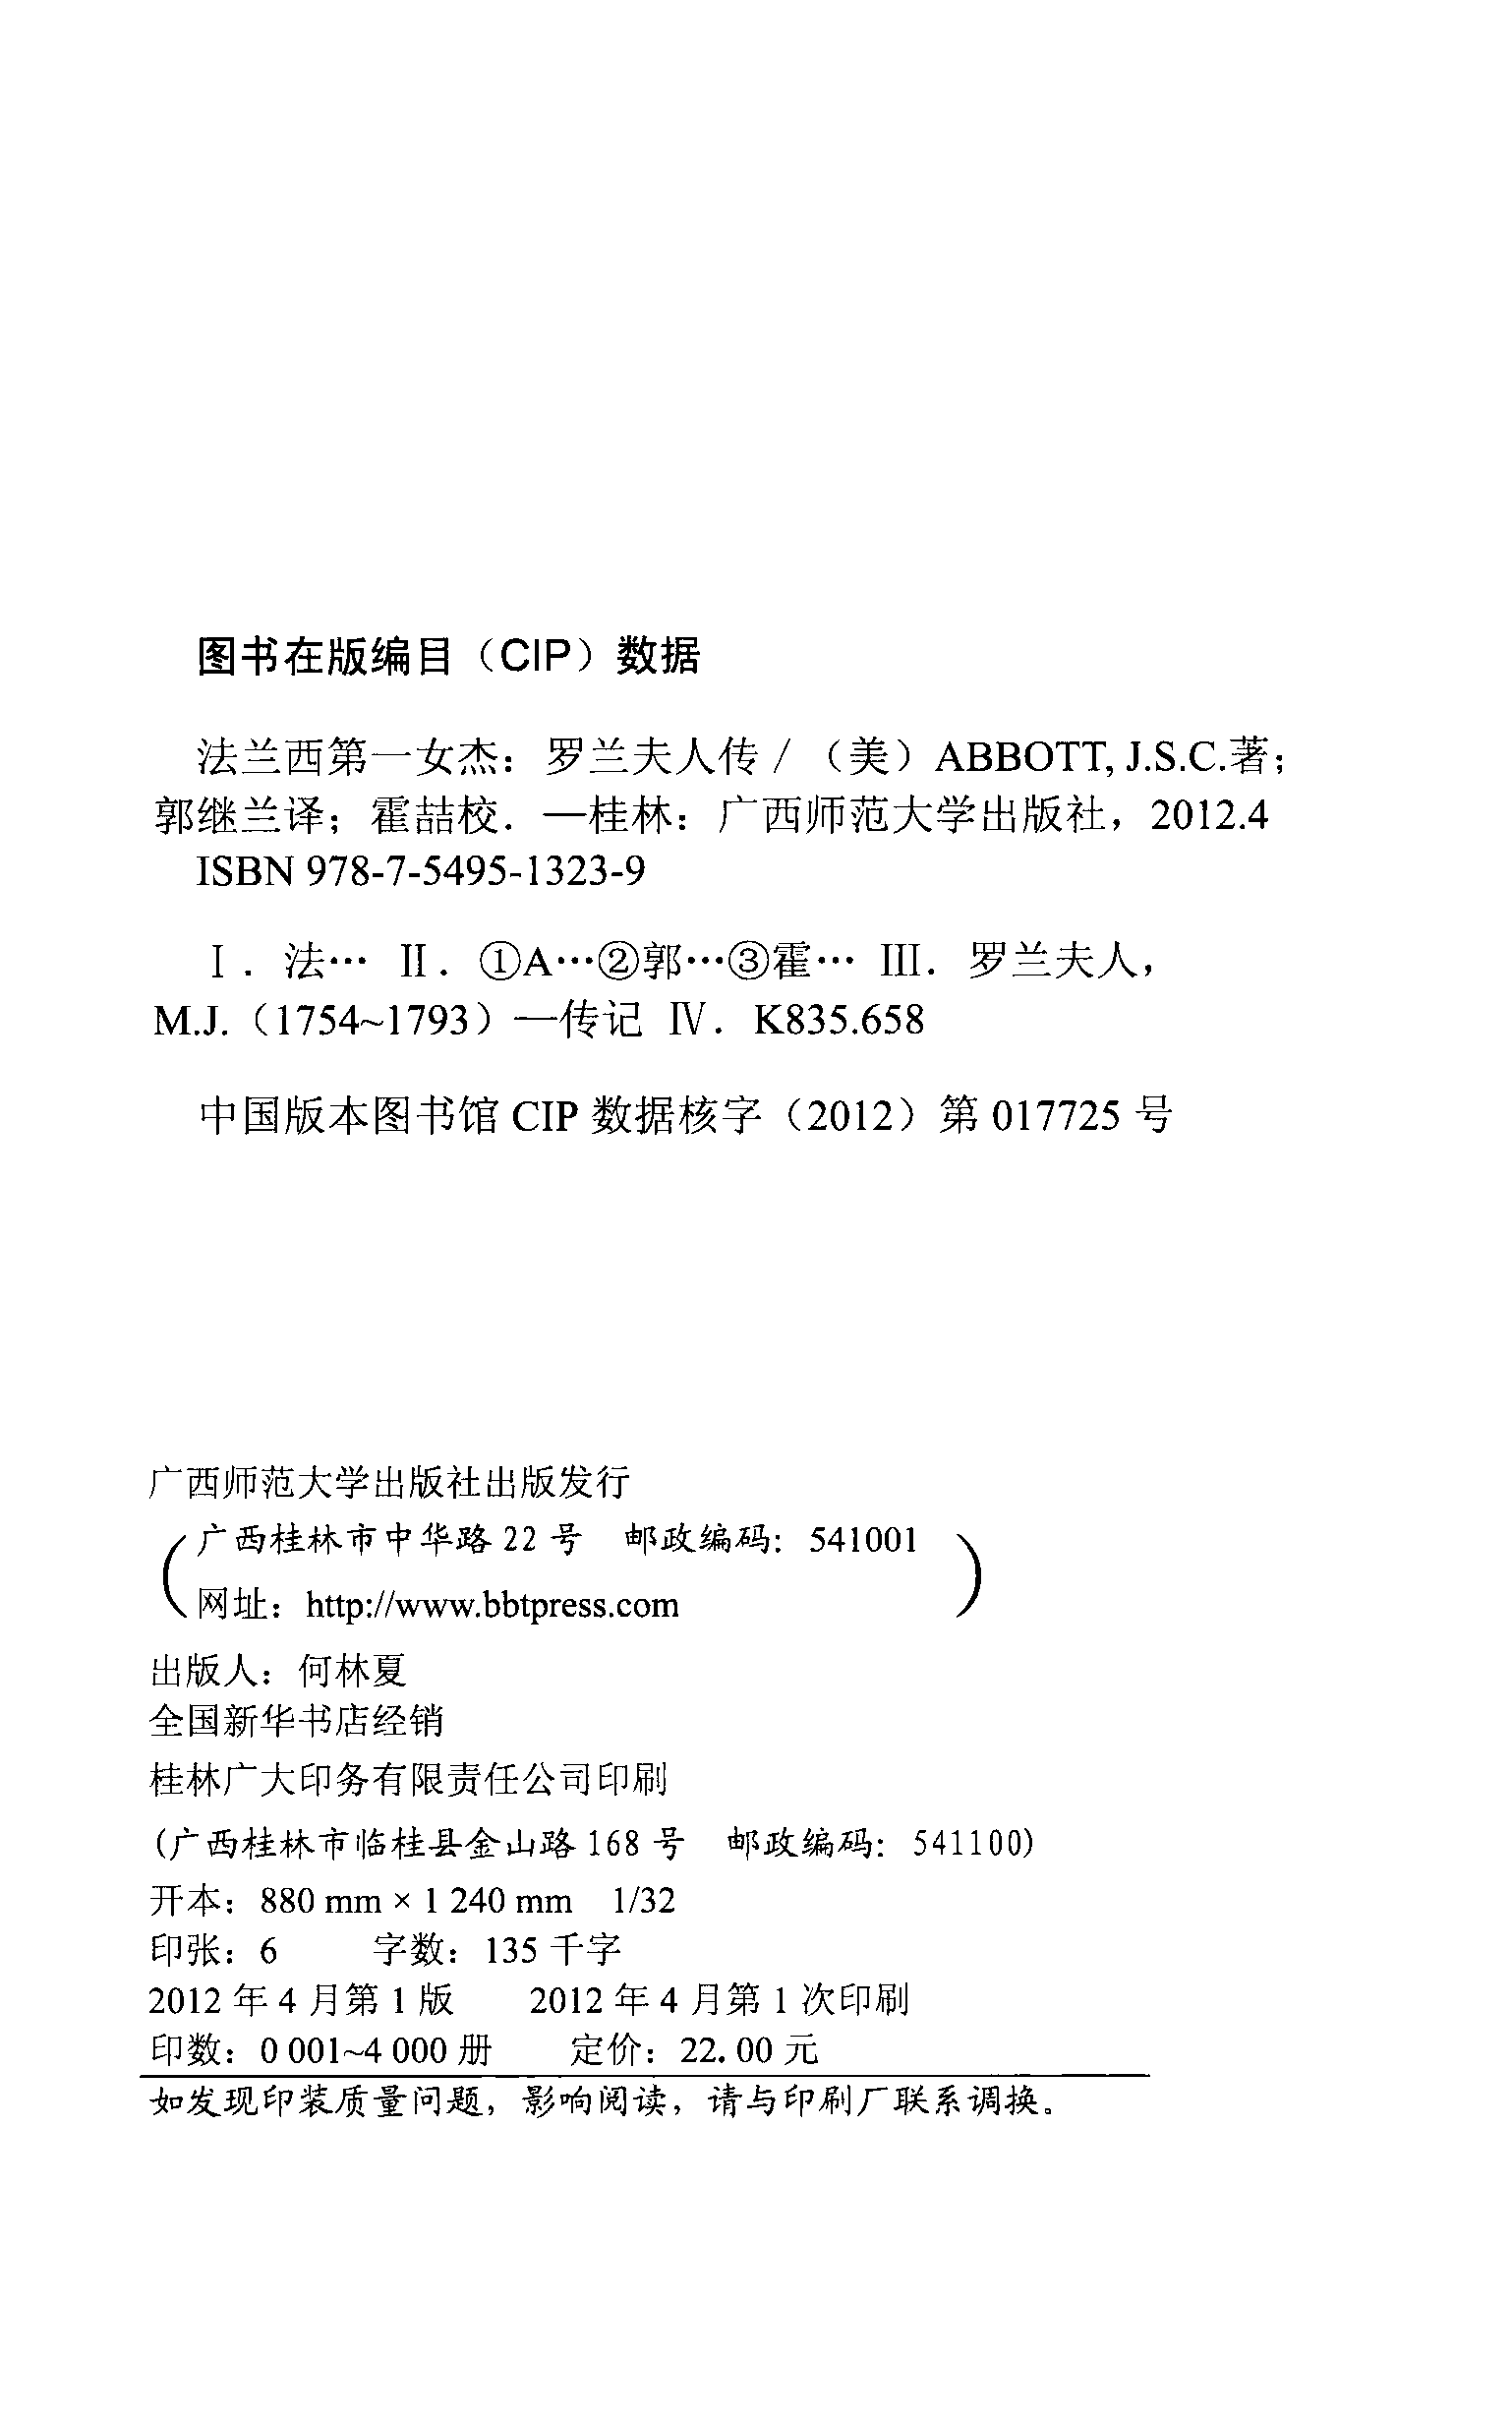 图书在版编目（CIP）数据
法兰西第一女杰：罗兰夫人传 / （美）ABBOTT, J.S.C.著；
郭继兰译；霍喆校．—桂林：广西师范大学出版社，2012.4
ISBN 978-7-5495-1323-9
Ⅰ．法… Ⅱ．①A…②郭…③霍… Ⅲ．罗兰夫人，
M.J.（1754~1793）—传记 Ⅳ．K835.658
中国版本图书馆 CIP 数据核字（2012）第 017725 号
广西师范大学出版社出版发行
(广西桂林市中华路 22 号 邮政编码：541001
网址：http://www.bbtpress.com)
出版人：何林夏
全国新华书店经销
桂林广大印务有限责任公司印刷
(广西桂林市临桂县金山路 168 号 邮政编码：541100)
开本：880 mm × 1 240 mm 1/32
印张：6 字数：135 千字
2012 年 4 月第 1 版 2012 年 4 月第 1 次印刷
印数：0 001~4 000 册 定价：22.00 元
如发现印装质量问题，影响阅读，请与印刷厂联系调换。